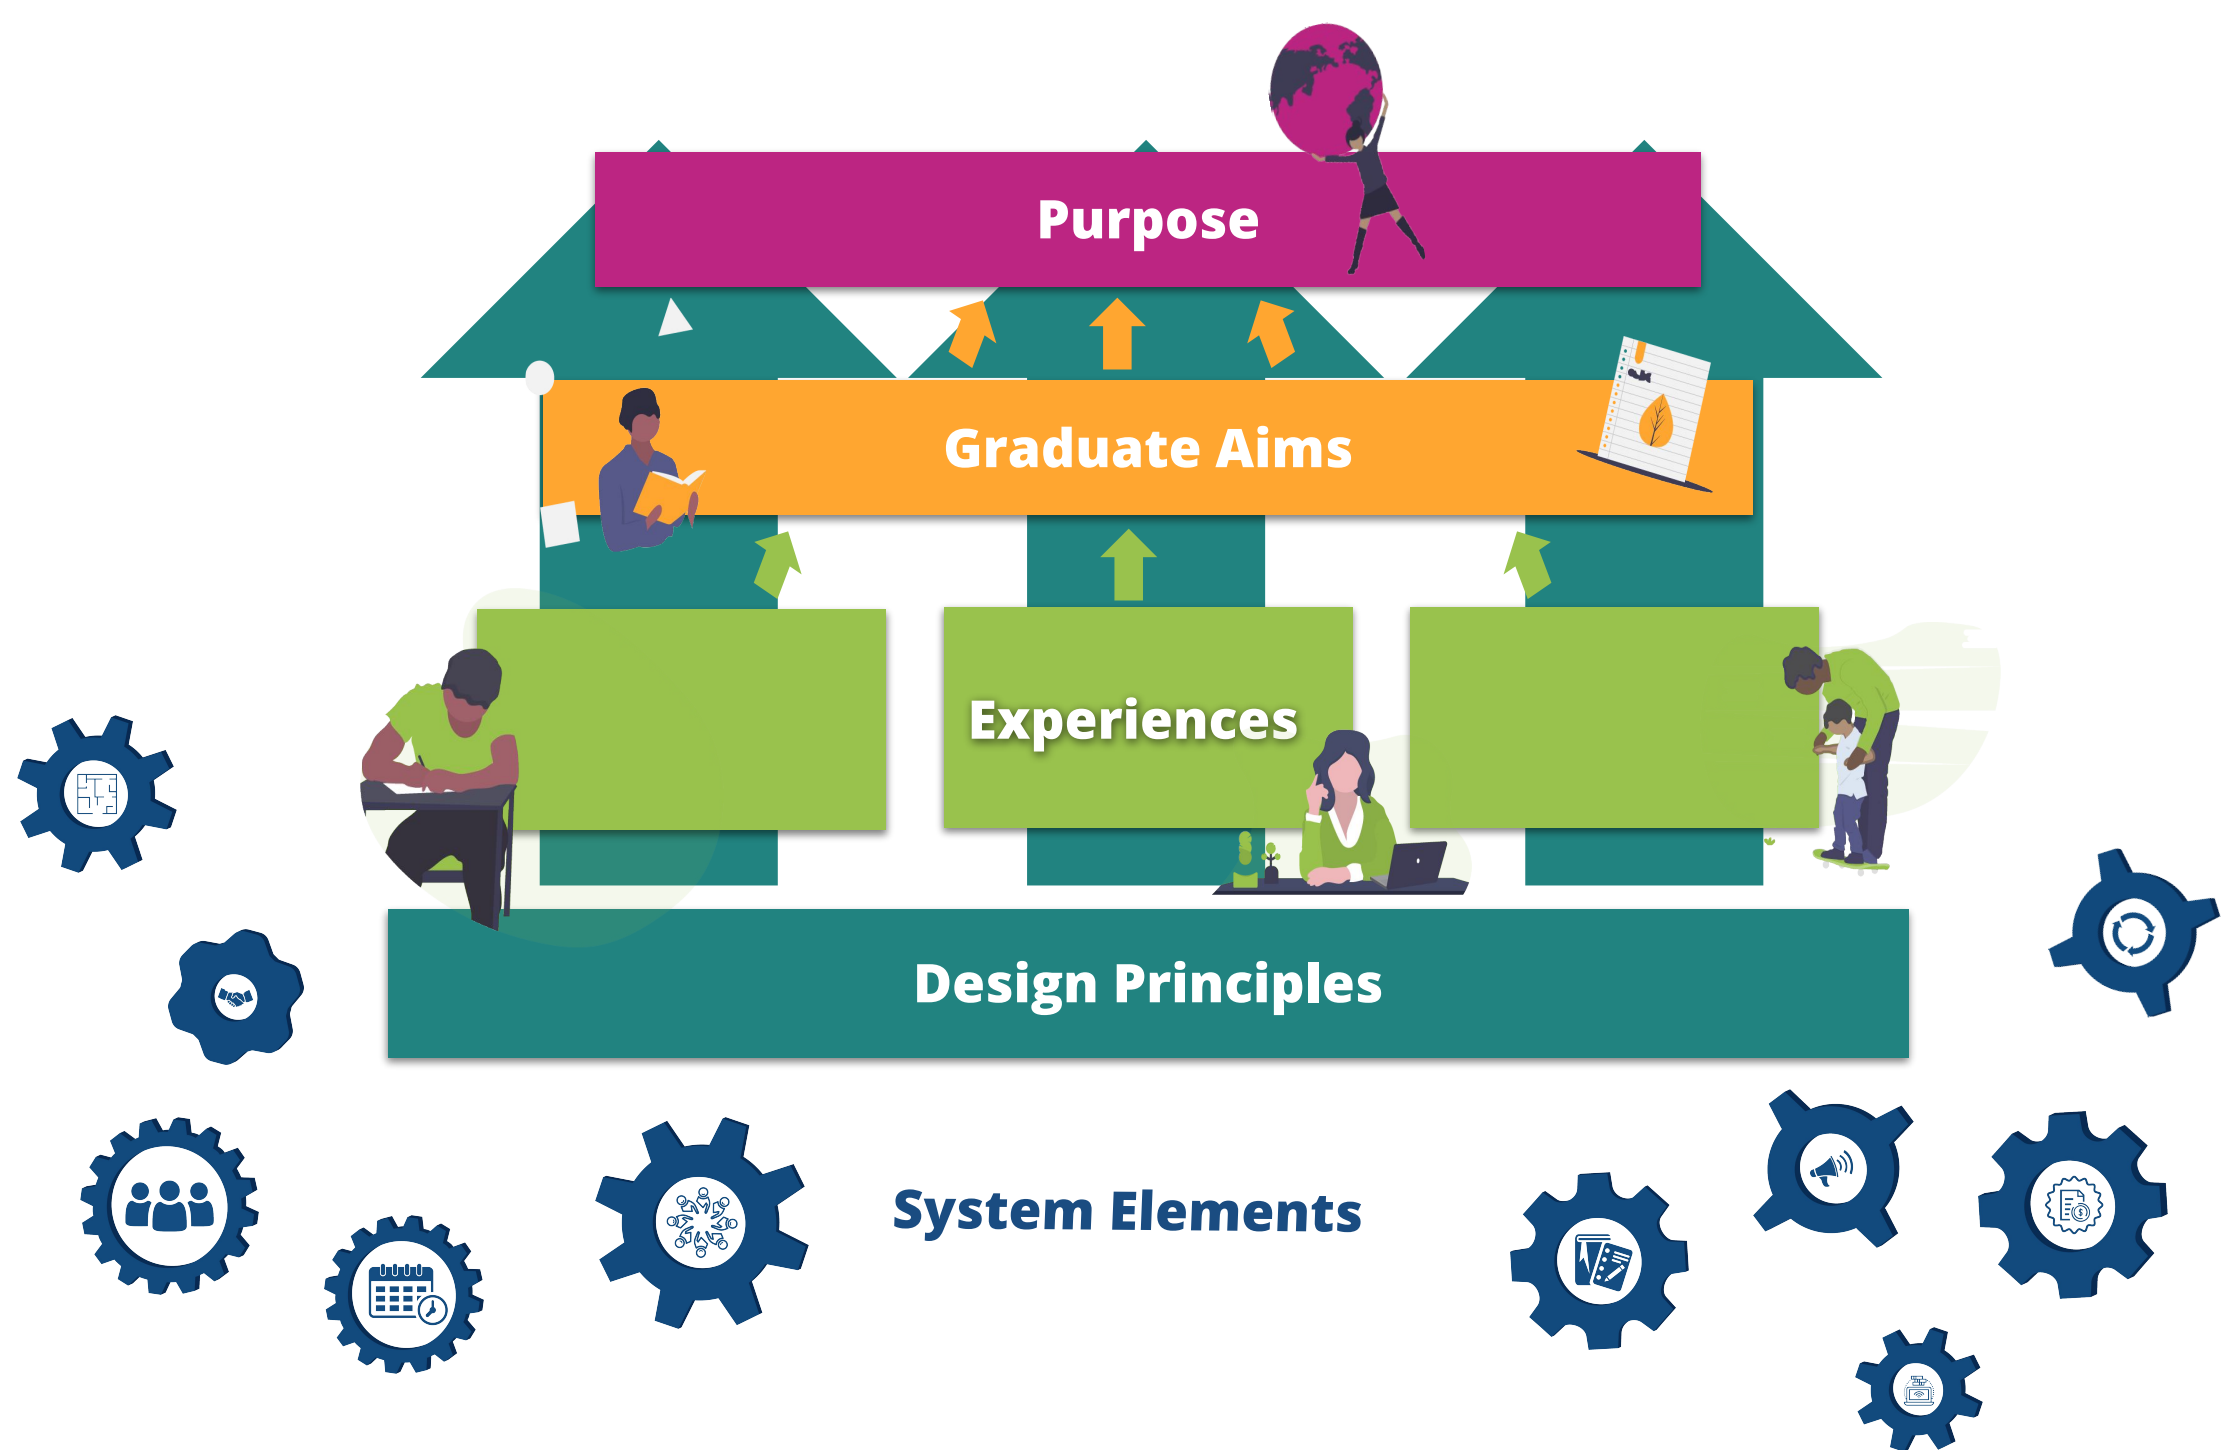 Purpose
Graduate Aims
Experiences
Design Principles
System Elements